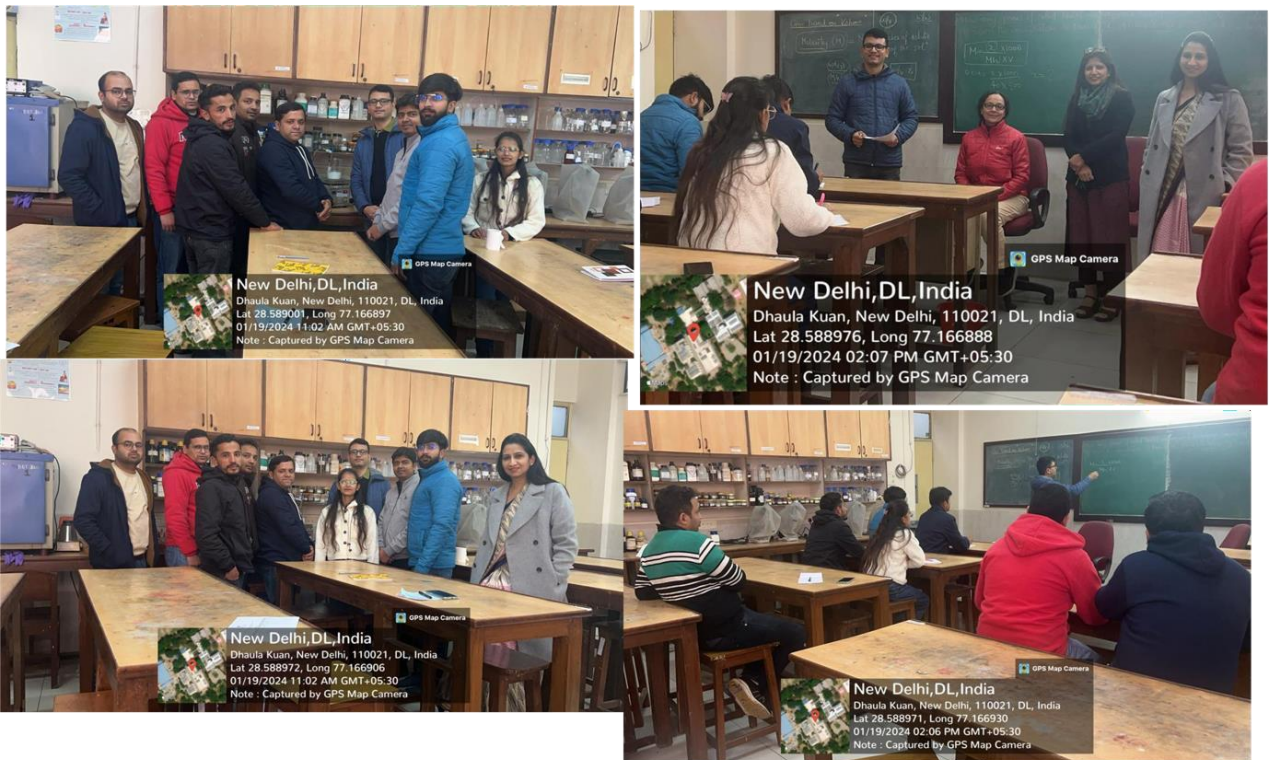 GPS Map Camera
New Delhi,DL,India
Dhaula Kuan, New Delhi, 110021, DL, India
Lat 28.589001, Long 77.166897
01/19/2024 11:02 AM GMT+05:30
Note : Captured by GPS Map Camera
Molarity (M)
GPS Map Camera
New Delhi,DL,India
Dhaula Kuan, New Delhi, 110021, DL, India
Lat 28.588976, Long 77.166888
01/19/2024 02:07 PM GMT+05:30
Note : Captured by GPS Map Camera
GPS Map Camera
New Delhi,DL,India
Dhaula Kuan, New Delhi, 110021, DL, India
Lat 28.588972, Long 77.166906
01/19/2024 11:02 AM GMT+05:30
Note : Captured by GPS Map Camera
GPS Map Camera
New Delhi,DL,India
Dhaula Kuan, New Delhi, 110021, DL, India
Lat 28.588971, Long 77.166930
01/19/2024 02:06 PM GMT+05:30
Note : Captured by GPS Map Camera